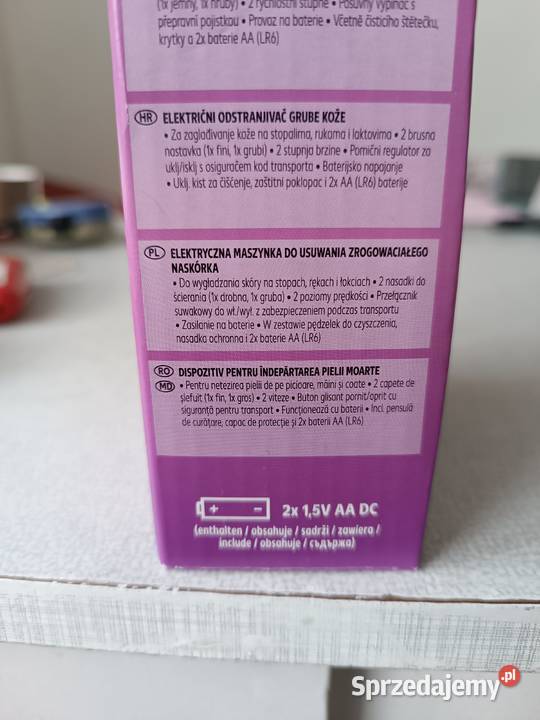 (1x jemný, 1x hrubý) • 2 rychlostní stupně • Posuvný vypínač s
přepravní pojistkou • Provoz na baterie • Včetně čisticího štětečku,
krytky a 2x baterie AA (LR6)
HR ELEKTRIČNI ODSTRANJIVAČ GRUBE KOŽE
• Za zaglađivanje kože na stopalima, rukama i laktovima • 2 brusna
nastavka (1x fini, 1x grubi) • 2 stupnja brzine • Pomični regulator za
uklj/isklj s osiguračem kod transporta • Baterijsko napajanje
• Uklj. kist za čišćenje, zaštitni poklopac i 2x AA (LR6) baterije
PL ELEKTRYCZNA MASZYNKA DO USUWANIA ZROGOWACIAŁEGO
NASKÓRKA
• Do wygładzania skóry na stopach, rękach i łokciach • 2 nasadki do
ścierania (1x drobna, 1x gruba) • 2 poziomy prędkości • Przełącznik
suwakowy do wł./wył. z zabezpieczeniem podczas transportu
• Zasilanie na baterie • W zestawie pędzelek do czyszczenia,
nasadka ochronna i 2x baterie AA (LR6)
RO DISPOZITIV PENTRU ÎNDEPĂRTAREA PIELII MOARTE
MD • Pentru netezirea pielii de pe picioare, mâini și coate • 2 capete de
șlefuit (1x fin, 1x gros) • 2 viteze • Buton glisant pornit/oprit cu
siguranță pentru transport • Funcționează cu baterii • Incl. pensulă
de curățare, capac de protecție și 2x baterii AA (LR6)
+ − 2x 1,5V AA DC
(enthalten / obsahuje / sadrži / zawiera /
include / obsahuje / съдържа)
Sprzedajemy.pl